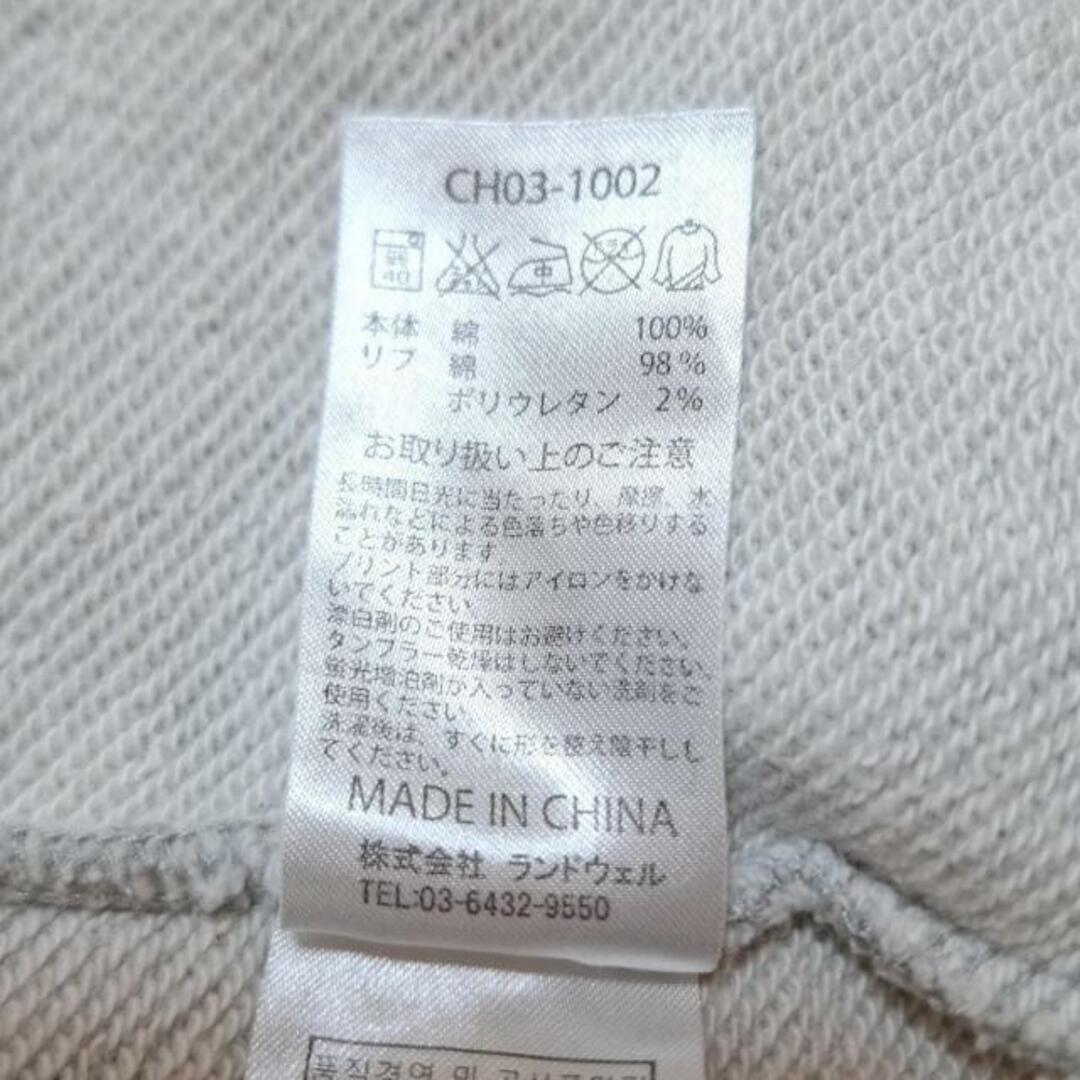 CH03-1002
弱 40
中
本体 綿 100%
リブ 綿 98%
ポリウレタン 2%
お取り扱い上のご注意
長時間日光に当たったり、摩擦、水
濡れなどによる色落ちや色移りする
ことがあります
プリント部分にはアイロンをかけな
いでください
漂白剤のご使用はお避けください、
タンブラー乾燥はしないでください、
蛍光増泊剤が入っていない洗剤をご
使用ください
洗濯後は、すぐに形を整え陰干しし
てください。
MADE IN CHINA
株式会社 ランドウェル
TEL:03-6432-9550
품질경영 및